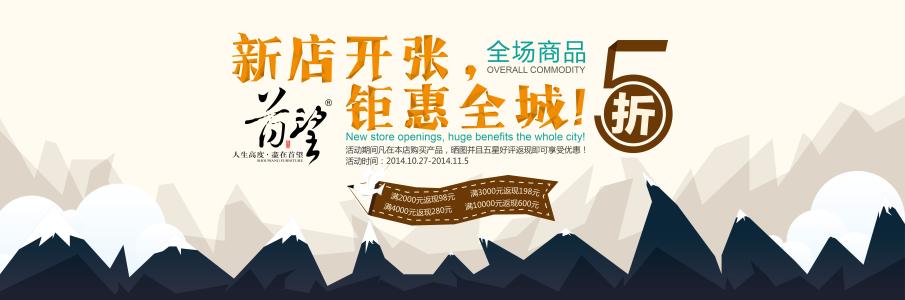 新店开张，
全场商品
OVERALL COMMODITY
5折
钜惠全城!
首望®
人生高度·盡在首望
SHOUWANG FURNITURE
New store openings, huge benefits the whole city!
活动期间凡在本店购买产品，晒图并且五星好评返现即可享受优惠！
活动时间：2014.10.27-2014.11.5
满2000元返现98元 满3000元返现198元
满4000元返现280元 满10000元返现600元